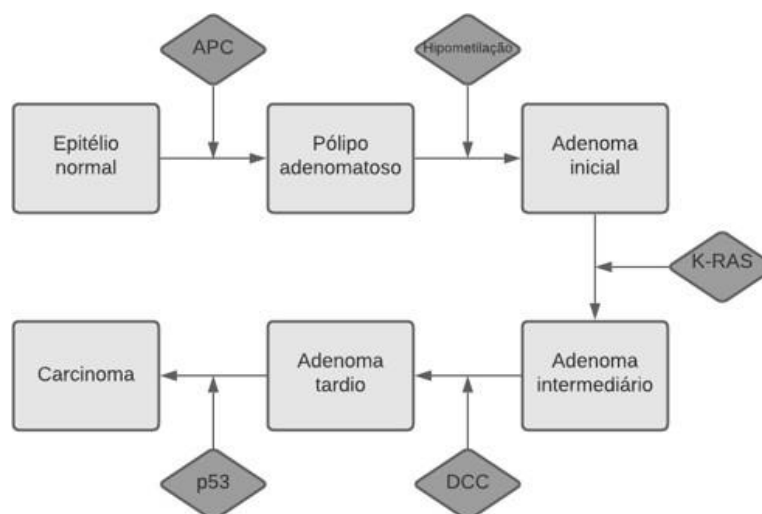 APC
Hipometilação
Epitélio
normal
Pólipo
adenomatoso
Adenoma
inicial
K-RAS
Carcinoma
Adenoma
tardio
Adenoma
intermediário
p53
DCC